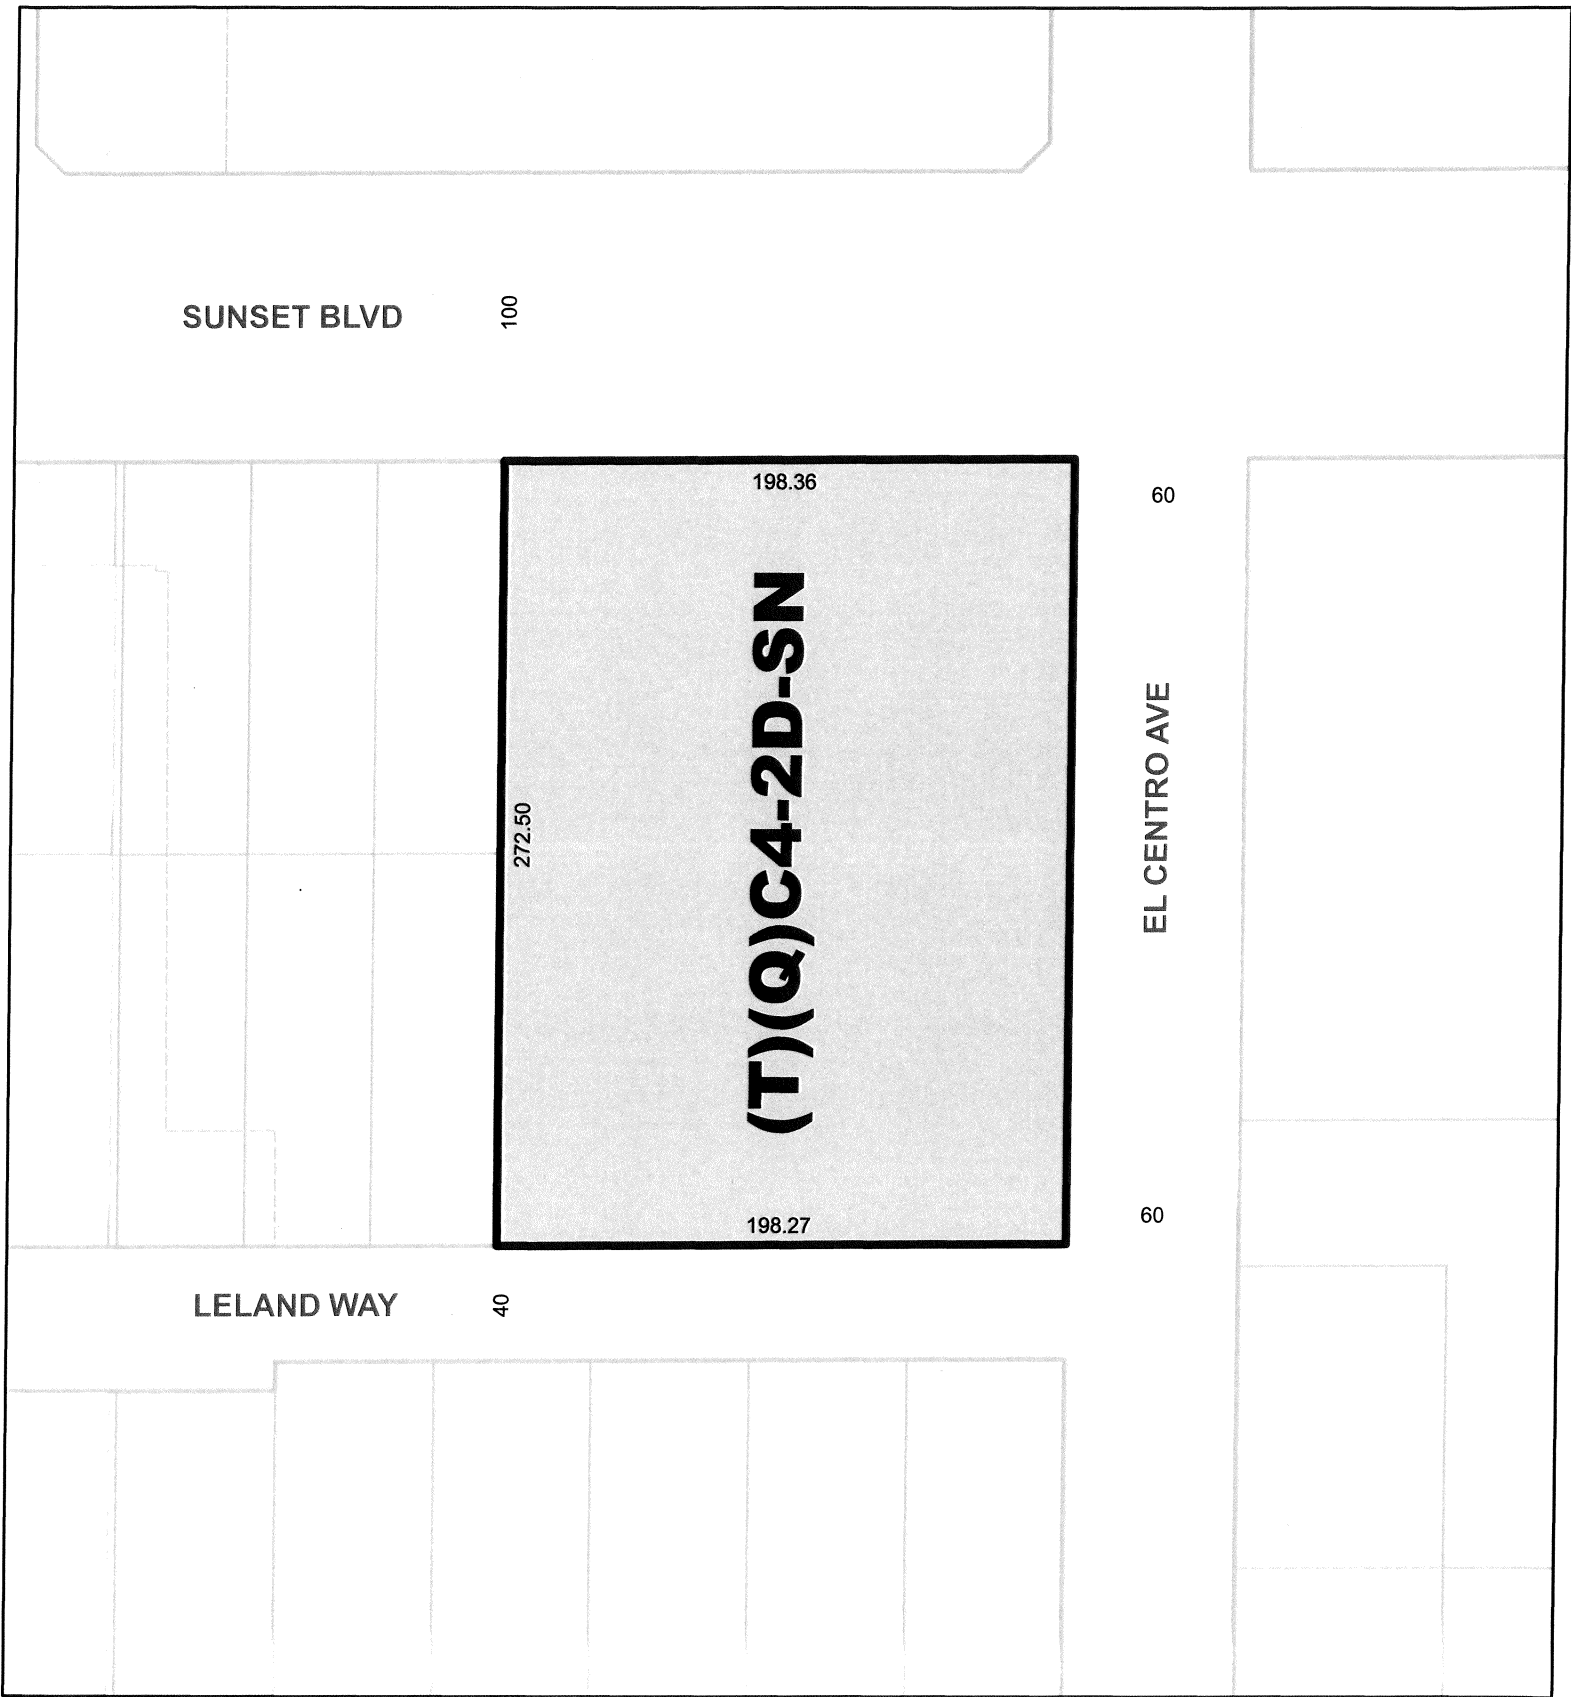 SUNSET BLVD
100
198.36
60
(T)(Q)C4-2D-SN
272.50
EL CENTRO AVE
198.27
60
LELAND WAY
40